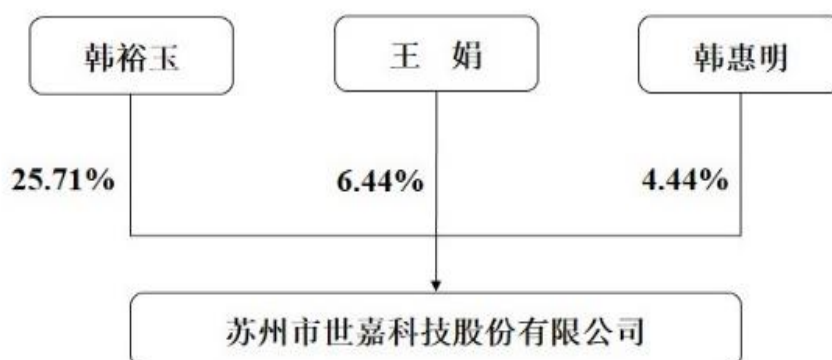 韩裕玉
王 娟
韩惠明
25.71%
6.44%
4.44%
苏州市世嘉科技股份有限公司